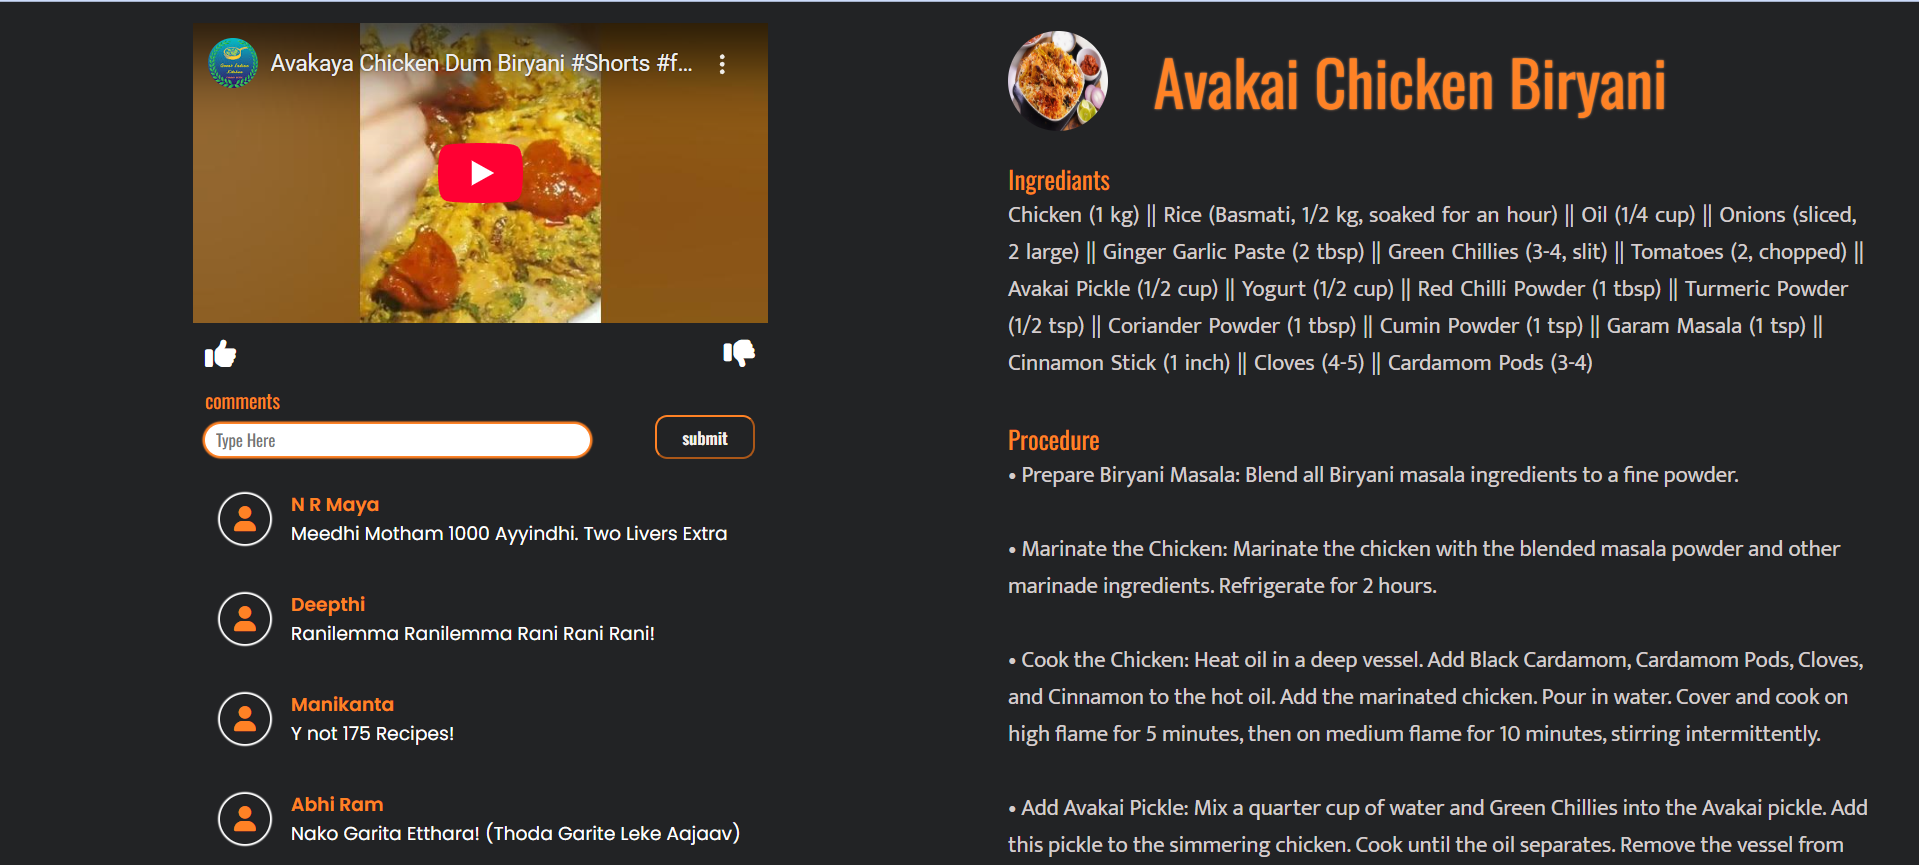 Avakaya Chicken Dum Biryani #Shorts #f...
comments
Type Here
submit
N R Maya
Meedhi Motham 1000 Ayyindhi. Two Livers Extra
Deepthi
Ranilemma Ranilemma Rani Rani Rani!
Manikanta
Y not 175 Recipes!
Abhi Ram
Nako Garita Etthara! (Thoda Garite Leke Aajaav)
Avakai Chicken Biryani
Ingrediants
Chicken (1 kg) || Rice (Basmati, 1/2 kg, soaked for an hour) || Oil (1/4 cup) || Onions (sliced,
2 large) || Ginger Garlic Paste (2 tbsp) || Green Chillies (3-4, slit) || Tomatoes (2, chopped) ||
Avakai Pickle (1/2 cup) || Yogurt (1/2 cup) || Red Chilli Powder (1 tbsp) || Turmeric Powder
(1/2 tsp) || Coriander Powder (1 tbsp) || Cumin Powder (1 tsp) || Garam Masala (1 tsp) ||
Cinnamon Stick (1 inch) || Cloves (4-5) || Cardamom Pods (3-4)
Procedure
• Prepare Biryani Masala: Blend all Biryani masala ingredients to a fine powder.
• Marinate the Chicken: Marinate the chicken with the blended masala powder and other
marinade ingredients. Refrigerate for 2 hours.
• Cook the Chicken: Heat oil in a deep vessel. Add Black Cardamom, Cardamom Pods, Cloves,
and Cinnamon to the hot oil. Add the marinated chicken. Pour in water. Cover and cook on
high flame for 5 minutes, then on medium flame for 10 minutes, stirring intermittently.
• Add Avakai Pickle: Mix a quarter cup of water and Green Chillies into the Avakai pickle. Add
this pickle to the simmering chicken. Cook until the oil separates. Remove the vessel from